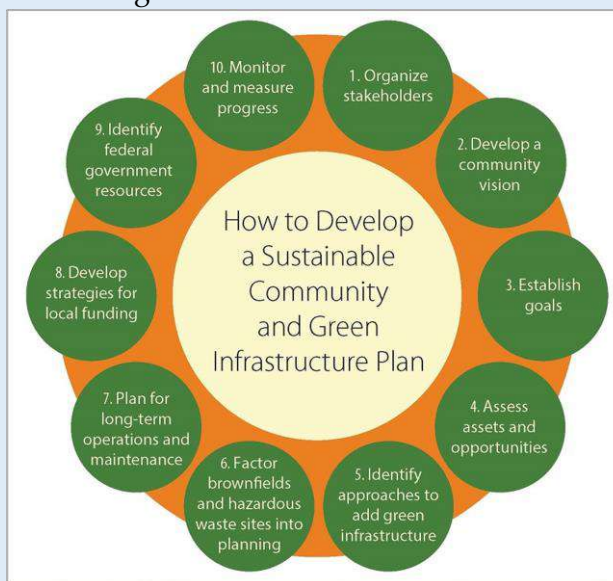 How to Develop
a Sustainable
Community
and Green
Infrastructure Plan
1. Organize
stakeholders
2. Develop a
community
vision
3. Establish
goals
4. Assess
assets and
opportunities
5. Identify
approaches to
add green
infrastructure
6. Factor
brownfields
and hazardous
waste sites into
planning
7. Plan for
long-term
operations and
maintenance
8. Develop
strategies for
local funding
9. Identify
federal
government
resources
10. Monitor
and measure
progress